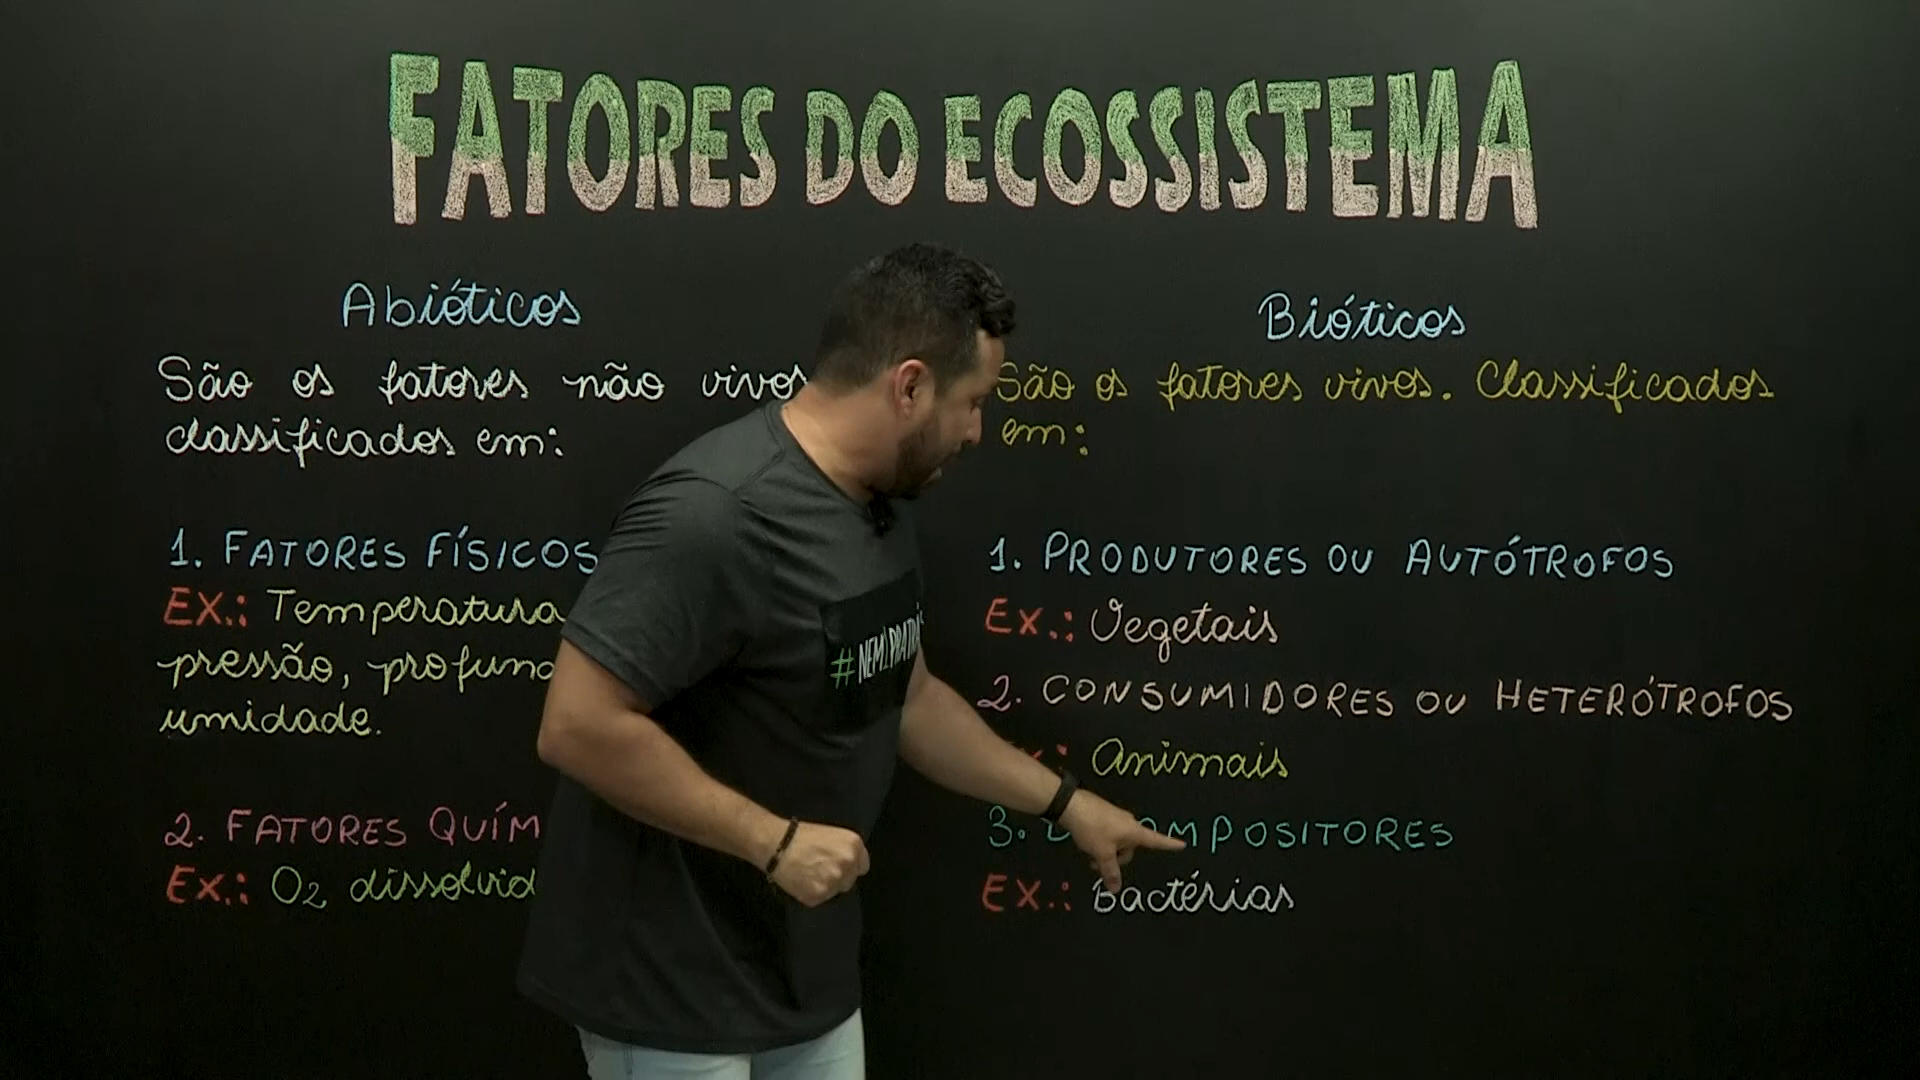 FATORES DO ECOSSISTEMA
Abióticos
São os fatores não vivos
classificados em:
1. FATORES FÍSICOS
EX.: Temperatura
pressão,
umidade.
2. FATORES
EX.: O2
Bióticos
São os fatores vivos. Classificados
em:
1. PRODUTORES OU AUTÓTROFOS
EX.: Vegetais
2. CONSUMIDORES OU HETERÓTROFOS
Animais
3.
EX.: Bactérias